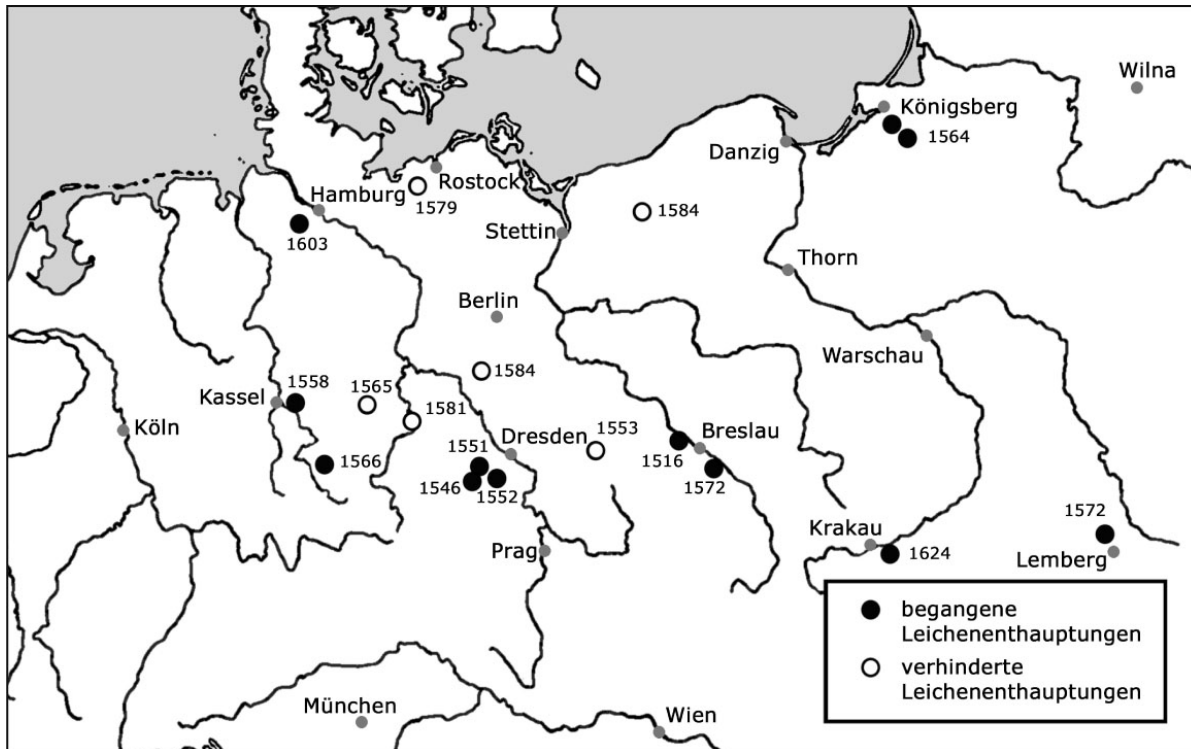 Wilna
Königsberg
1564
Danzig
Rostock
Hamburg
1579
1584
1603
Stettin
Thorn
Berlin
Warschau
1584
1558
1565
Kassel
1581
Köln
1551
Dresden
1553
Breslau
1516
1566
1546
1552
1572
Krakau
1572
Prag
1624
Lemberg
begangene
Leichenenthauptungen
verhinderte
Leichenenthauptungen
München
Wien